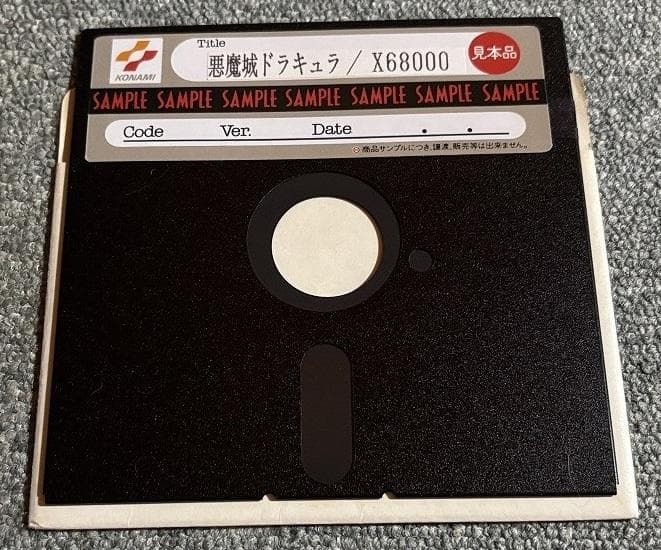 Title
KONAMI
悪魔城ドラキュラ／X68000
見本品
SAMPLE SAMPLE SAMPLE SAMPLE SAMPLE SAMPLE SAMPLE
Code Ver. Date . .
◎商品サンプルにつき、譲渡、販売等は出来ません。